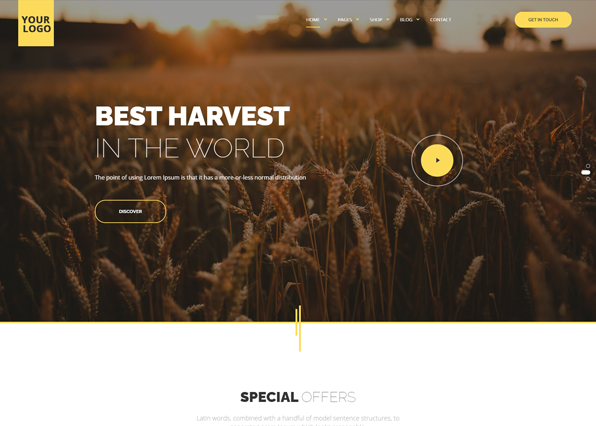 YOUR
LOGO
HOME PAGES SHOP BLOG CONTACT
GET IN TOUCH
BEST HARVEST
IN THE WORLD
The point of using Lorem Ipsum is that it has a more-or-less normal distribution
DISCOVER
SPECIAL OFFERS
Latin words, combined with a handful of model sentence structures, to